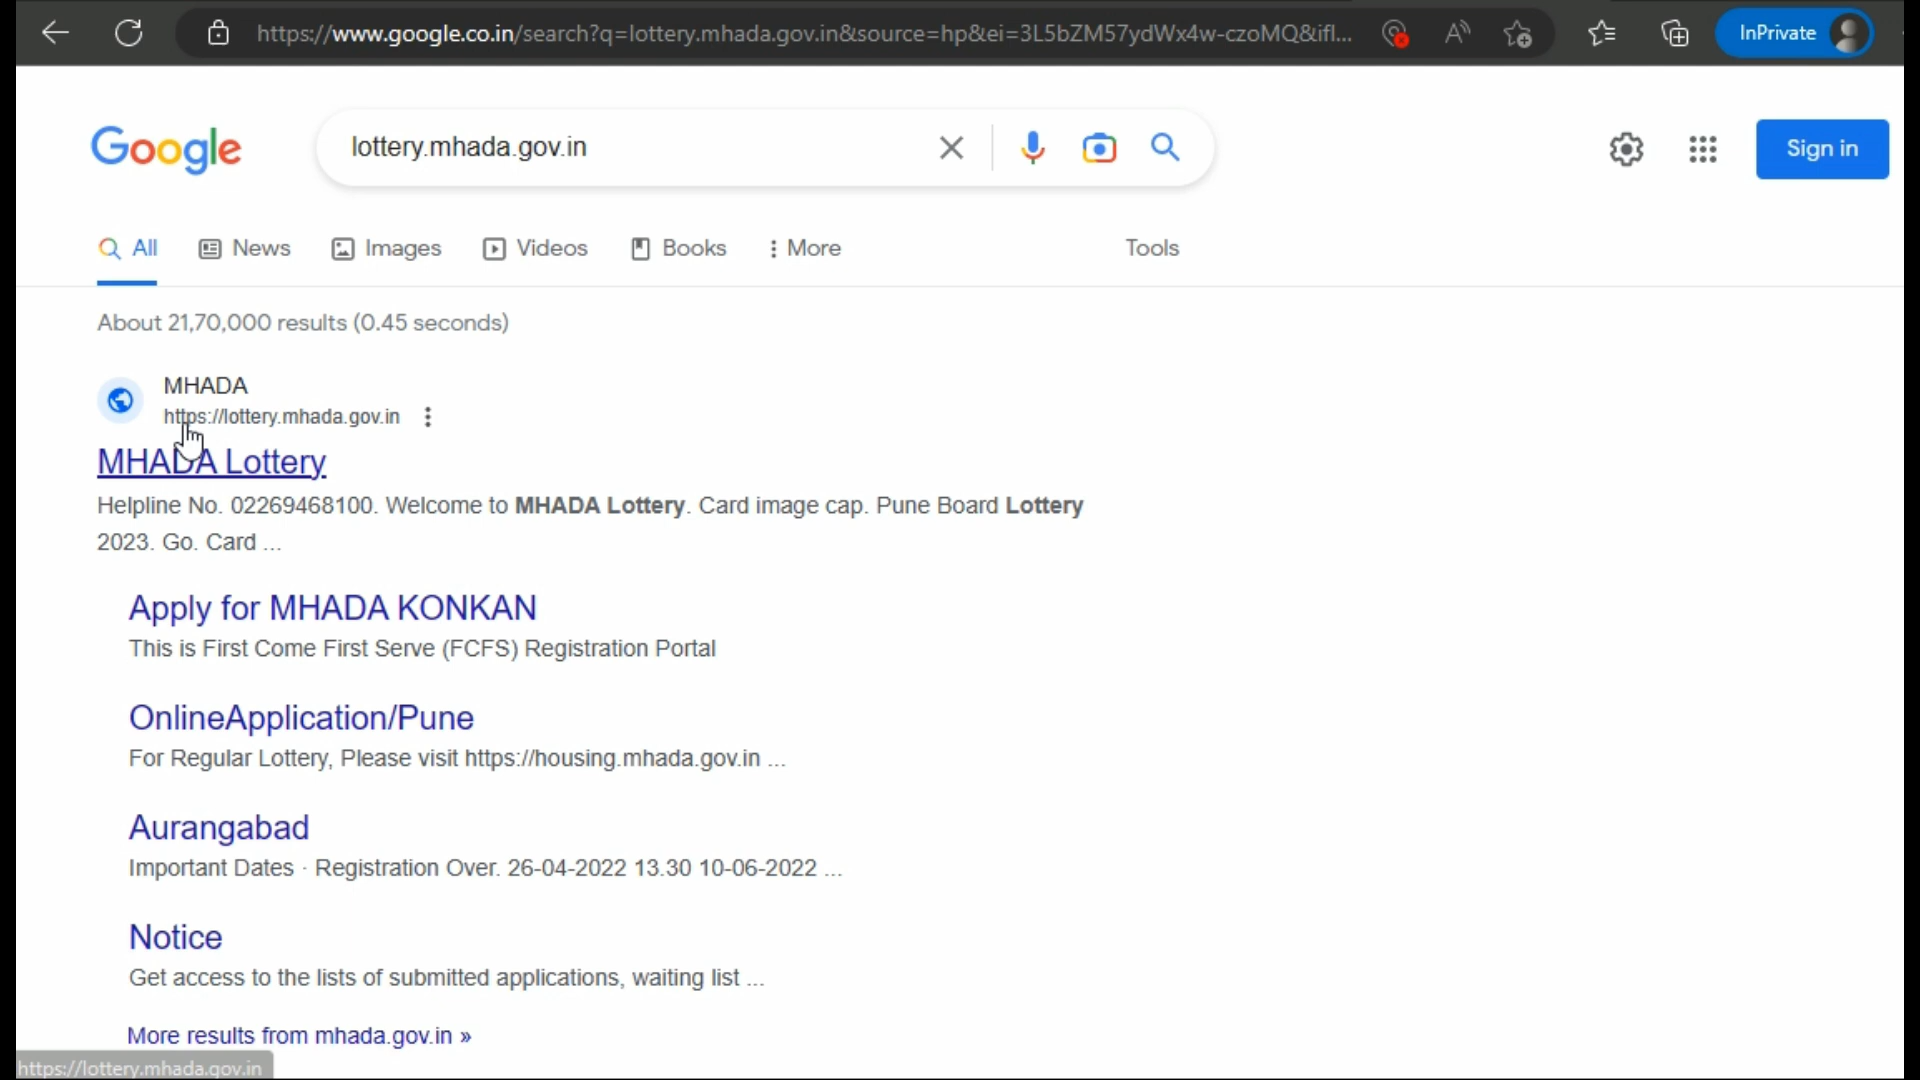 https://www.google.co.in/search?q=lottery.mhada.gov.in&source=hp&ei=3L5bZM57ydWx4w-czoMQ&ifl... InPrivate
Google lottery.mhada.gov.in Sign in
All News Images Videos Books More Tools
About 21,70,000 results (0.45 seconds)
MHADA
https://lottery.mhada.gov.in
MHADA Lottery
Helpline No. 02269468100. Welcome to MHADA Lottery. Card image cap. Pune Board Lottery
2023. Go. Card ...
Apply for MHADA KONKAN
This is First Come First Serve (FCFS) Registration Portal
OnlineApplication/Pune
For Regular Lottery, Please visit https://housing.mhada.gov.in ...
Aurangabad
Important Dates · Registration Over. 26-04-2022 13.30 10-06-2022 ...
Notice
Get access to the lists of submitted applications, waiting list ...
More results from mhada.gov.in »
https://lottery.mhada.gov.in